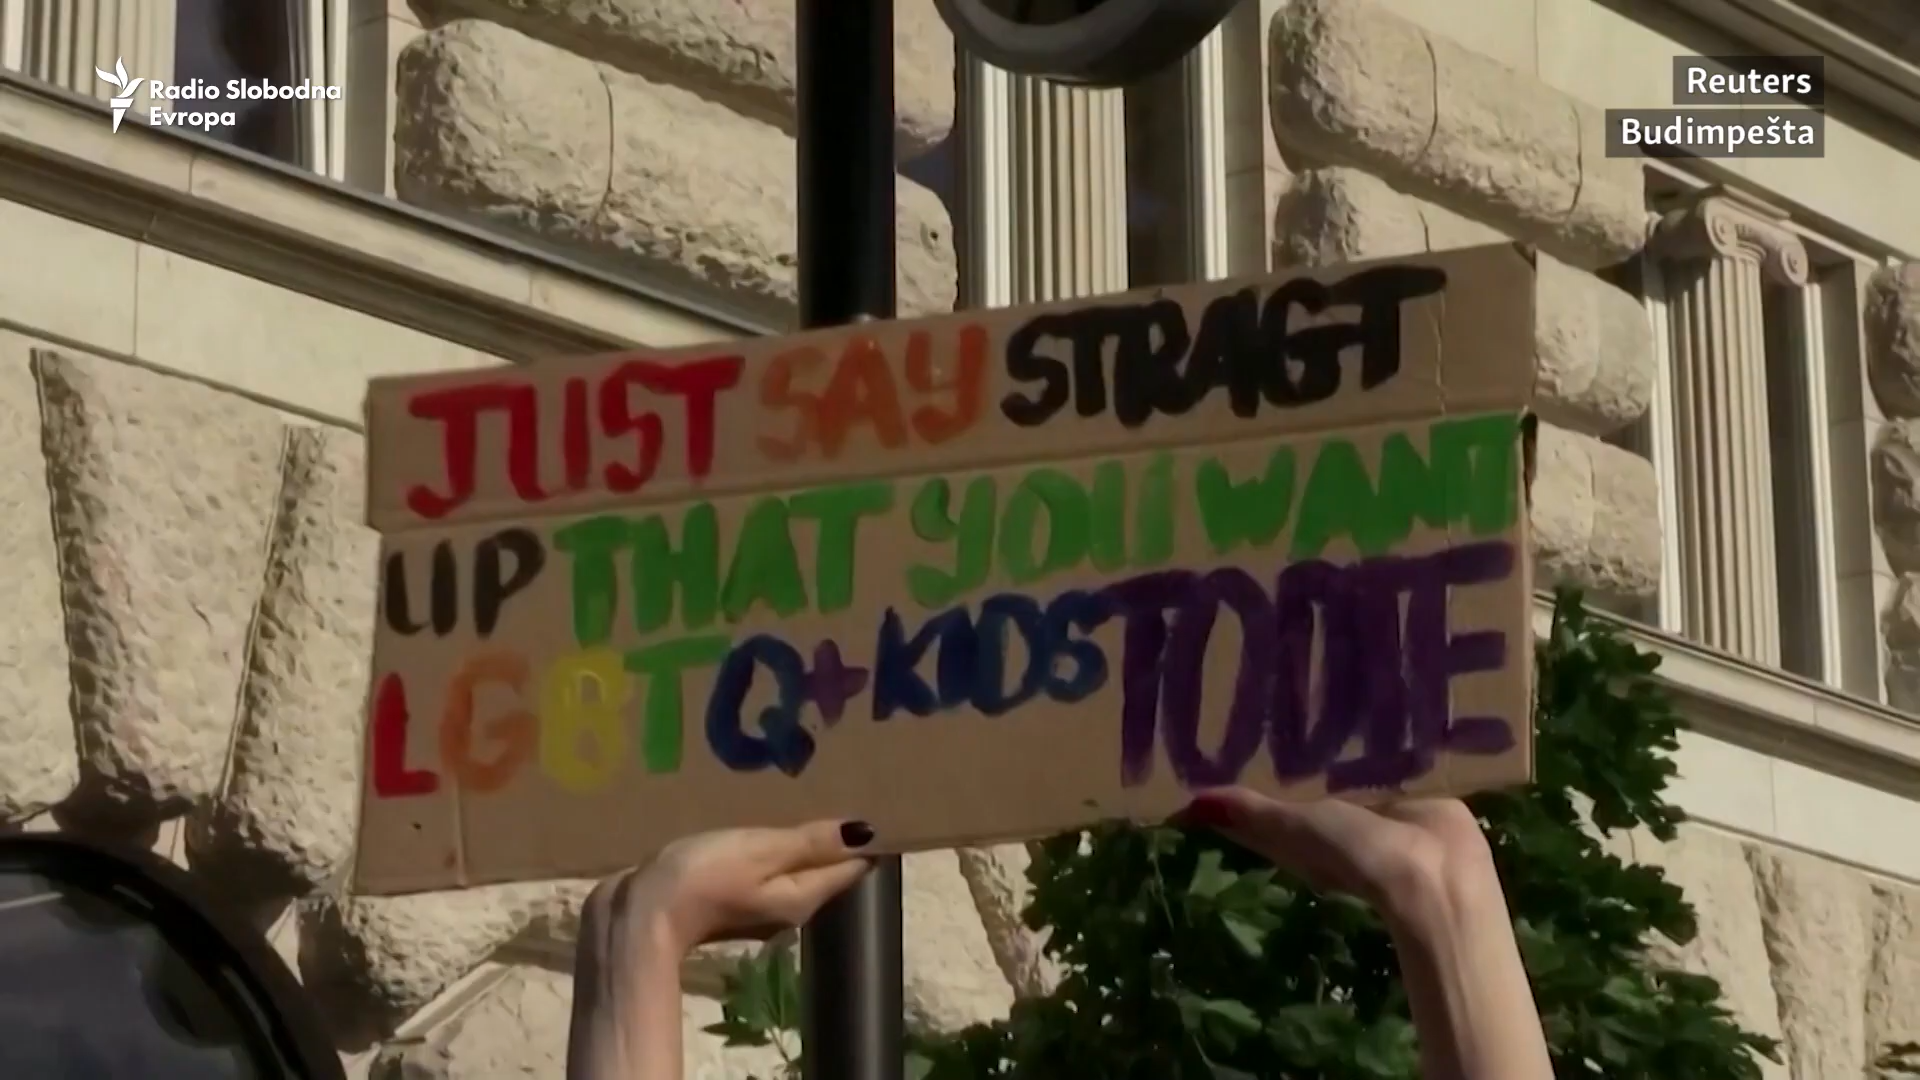 Radio Slobodna
Evropa
Reuters
Budimpešta
JUST SAY STRAGT
UP THAT YOU WANT
LGBTQ+ KIDS TO DIE